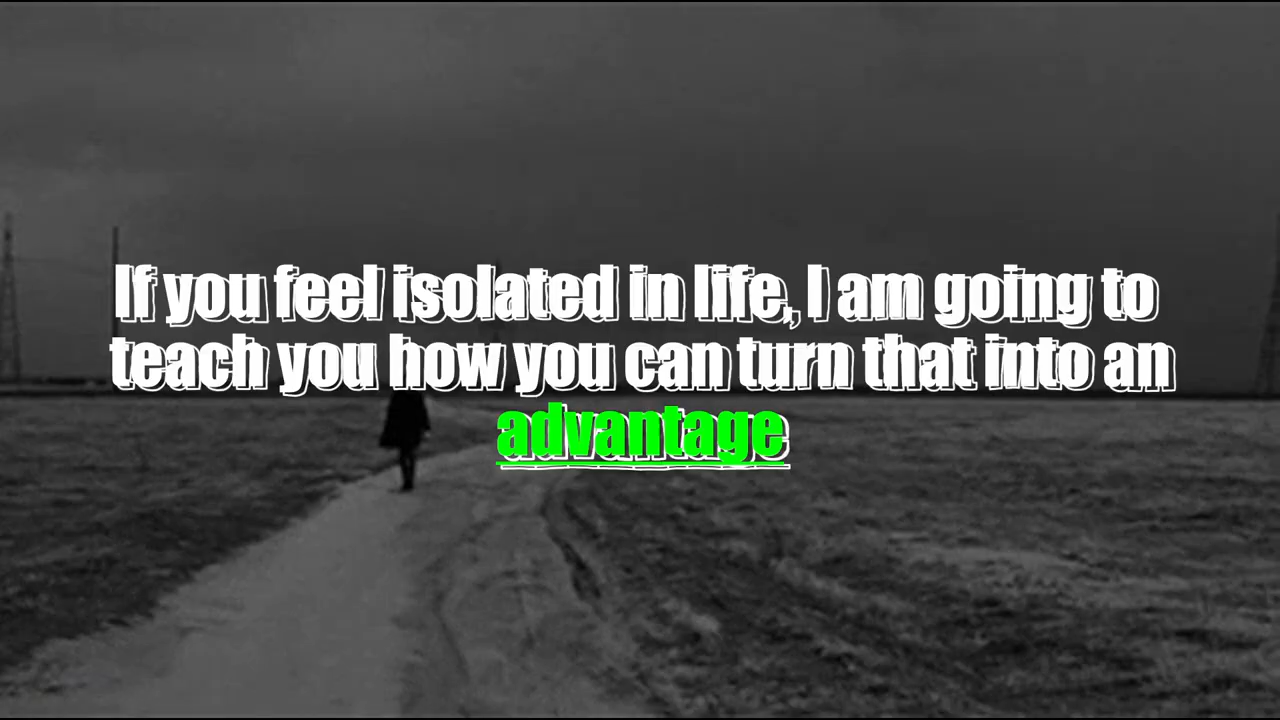 If you feel isolated in life, I am going to
teach you how you can turn that into an
advantage